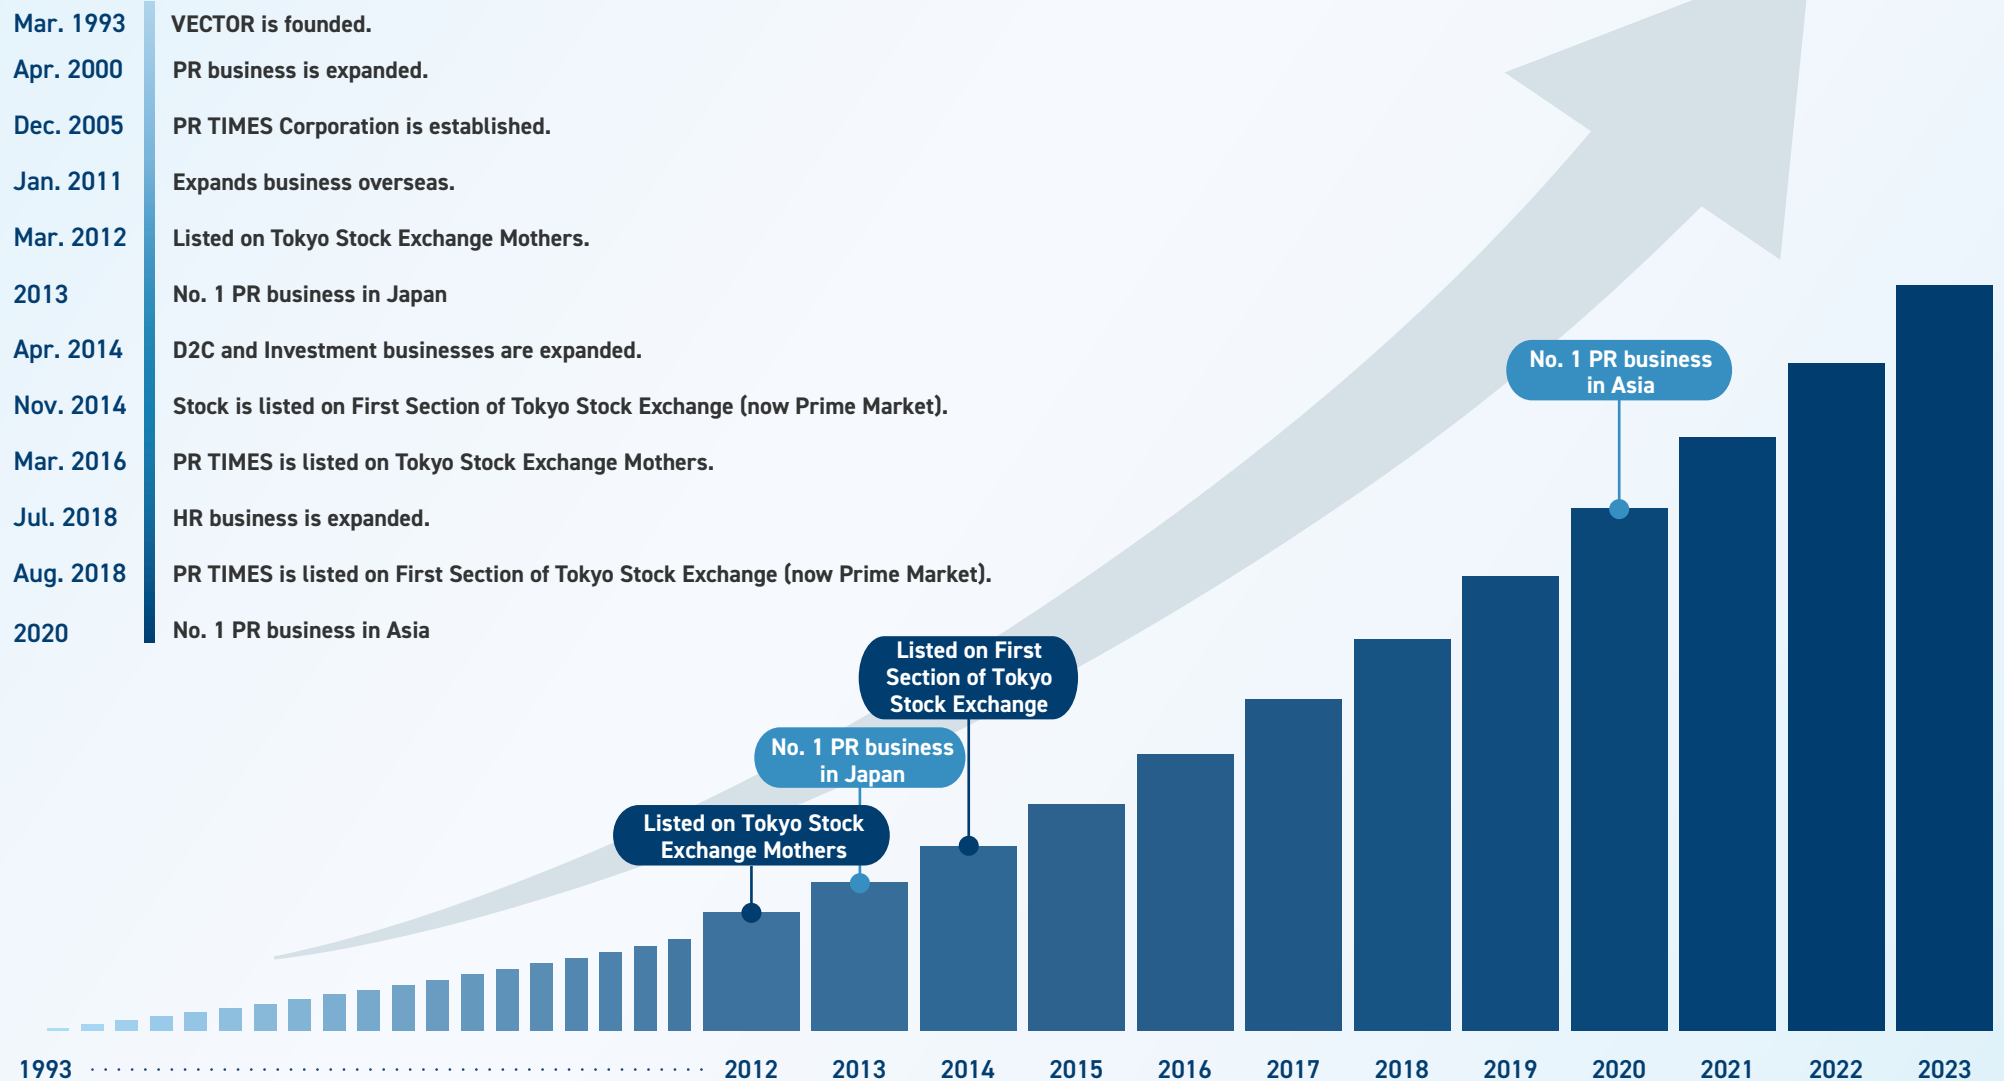 Mar. 1993 VECTOR is founded.
Apr. 2000 PR business is expanded.
Dec. 2005 PR TIMES Corporation is established.
Jan. 2011 Expands business overseas.
Mar. 2012 Listed on Tokyo Stock Exchange Mothers.
2013 No. 1 PR business in Japan
Apr. 2014 D2C and Investment businesses are expanded.
Nov. 2014 Stock is listed on First Section of Tokyo Stock Exchange (now Prime Market).
Mar. 2016 PR TIMES is listed on Tokyo Stock Exchange Mothers.
Jul. 2018 HR business is expanded.
Aug. 2018 PR TIMES is listed on First Section of Tokyo Stock Exchange (now Prime Market).
2020 No. 1 PR business in Asia
No. 1 PR business
in Asia
Listed on First
Section of Tokyo
Stock Exchange
No. 1 PR business
in Japan
Listed on Tokyo Stock
Exchange Mothers
1993 2012 2013 2014 2015 2016 2017 2018 2019 2020 2021 2022 2023